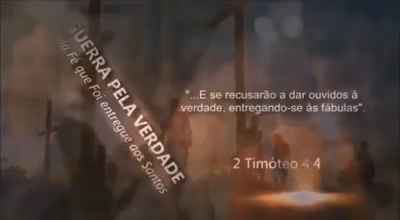 GUERRA PELA VERDADE
la Fé que Foi entregue aos Santos
"...E se recusarão a dar ouvidos à
verdade, entregando-se às fábulas".
2 Timóteo 4 4